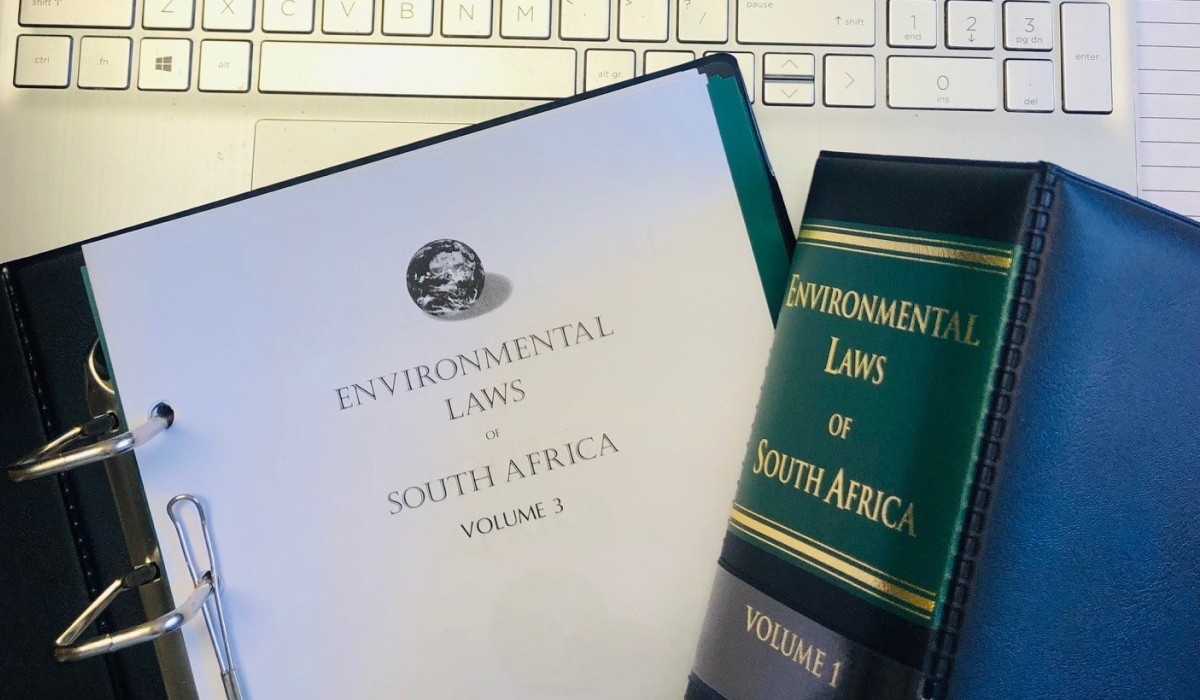 shift
Z
X
C
V
B
N
M
?
/
pause
shift
1
end
2
3
pg dn
enter
ctrl
fn
alt
alt gr
0
ins
.
del
ENVIRONMENTAL
LAWS
OF
SOUTH AFRICA
VOLUME 3
ENVIRONMENTAL
LAWS
OF
SOUTH AFRICA
VOLUME 1